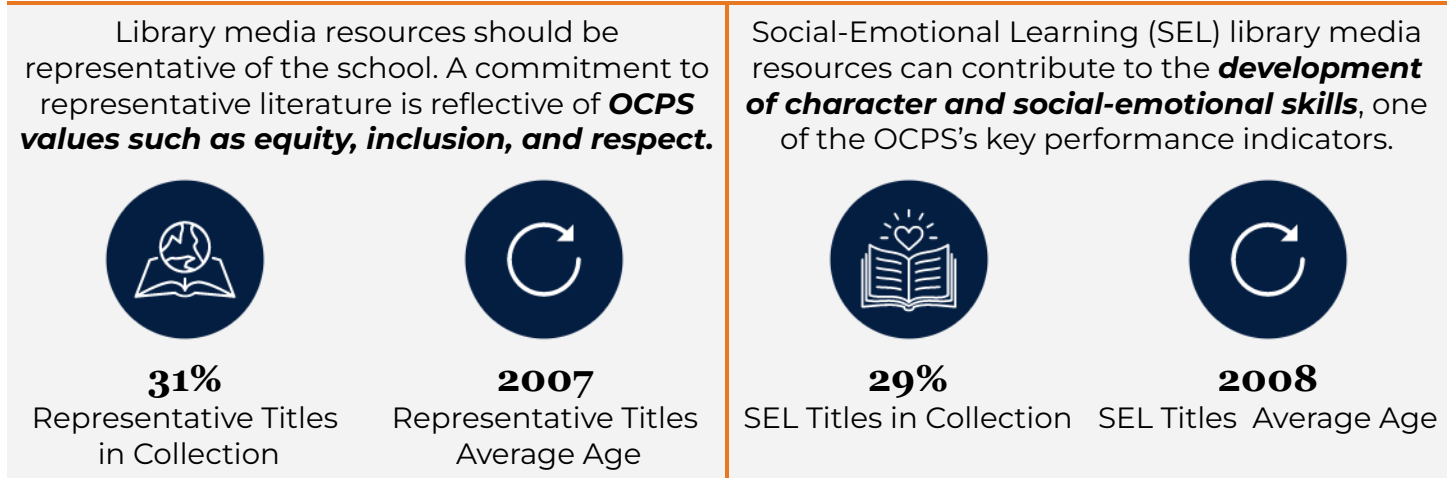 Library media resources should be
representative of the school. A commitment to
representative literature is reflective of OCPS
values such as equity, inclusion, and respect.
31%
Representative Titles
in Collection
2007
Representative Titles
Average Age
Social-Emotional Learning (SEL) library media
resources can contribute to the development
of character and social-emotional skills, one
of the OCPS’s key performance indicators.
29%
SEL Titles in Collection
2008
SEL Titles  Average Age